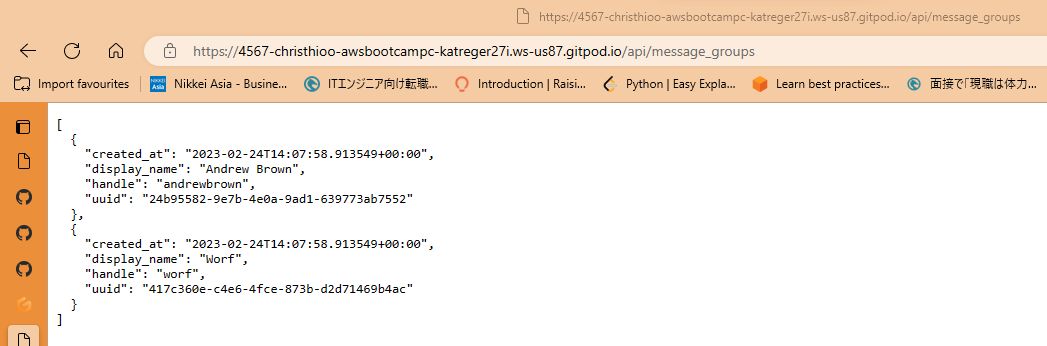 https://4567-christhioo-awsbootcampc-katreger27i.ws-us87.gitpod.io/api/message_groups
https://4567-christhioo-awsbootcampc-katreger27i.ws-us87.gitpod.io/api/message_groups
Import favourites Nikkei Asia - Busine... ITエンジニア向け転職... Introduction | Raisi... Python | Easy Expla... Learn best practices... 面接で「現職は体力...
[
  {
    "created_at": "2023-02-24T14:07:58.913549+00:00",
    "display_name": "Andrew Brown",
    "handle": "andrewbrown",
    "uuid": "24b95582-9e7b-4e0a-9ad1-639773ab7552"
  },
  {
    "created_at": "2023-02-24T14:07:58.913549+00:00",
    "display_name": "Worf",
    "handle": "worf",
    "uuid": "417c360e-c4e6-4fce-873b-d2d71469b4ac"
  }
]